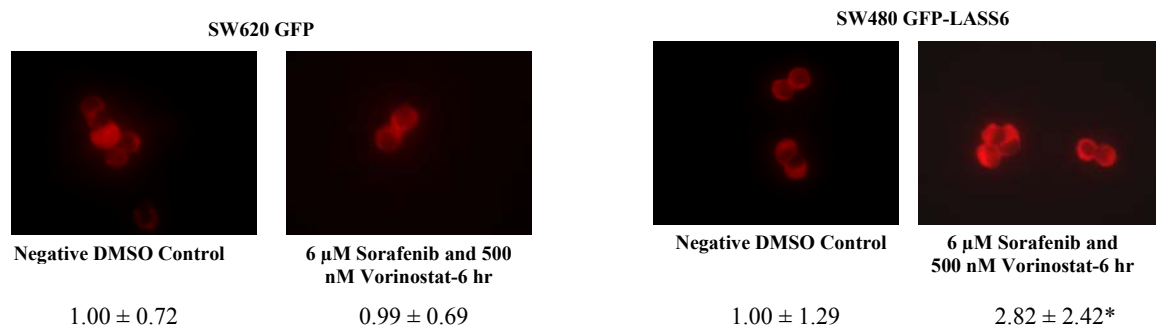 SW620 GFP
SW480 GFP-LASS6
Negative DMSO Control
6 µM Sorafenib and 500
nM Vorinostat-6 hr
Negative DMSO Control
6 µM Sorafenib and
500 nM Vorinostat-6 hr
1.00 ± 0.72
0.99 ± 0.69
1.00 ± 1.29
2.82 ± 2.42*